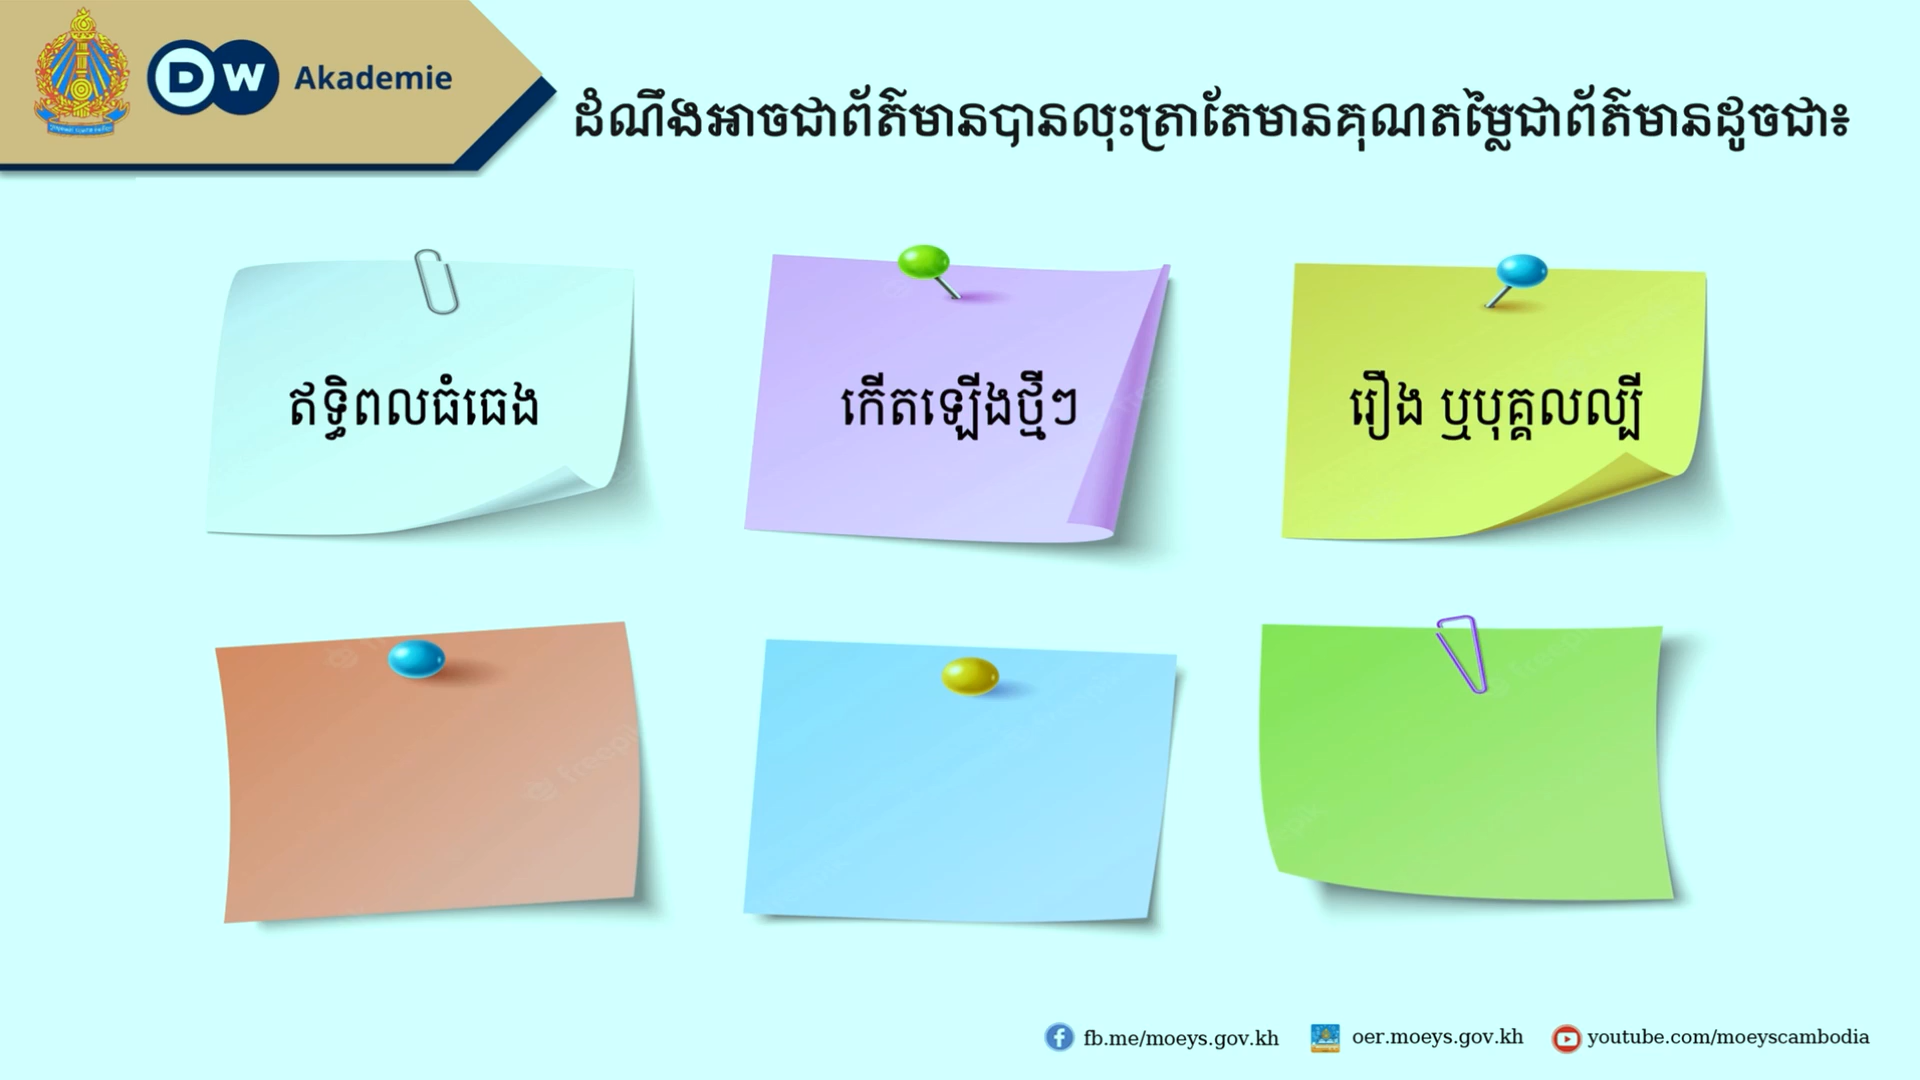 DW Akademie
ដំណឹងអាចជាព័ត៌មានបានលុះត្រាតែមានគុណតម្លៃជាព័ត៌មានដូចជា៖
ឥទ្ធិពលធំធេង
កើតឡើងថ្មីៗ
រឿង ឬបុគ្គលល្បី
fb.me/moeys.gov.kh
oer.moeys.gov.kh
youtube.com/moeyscambodia